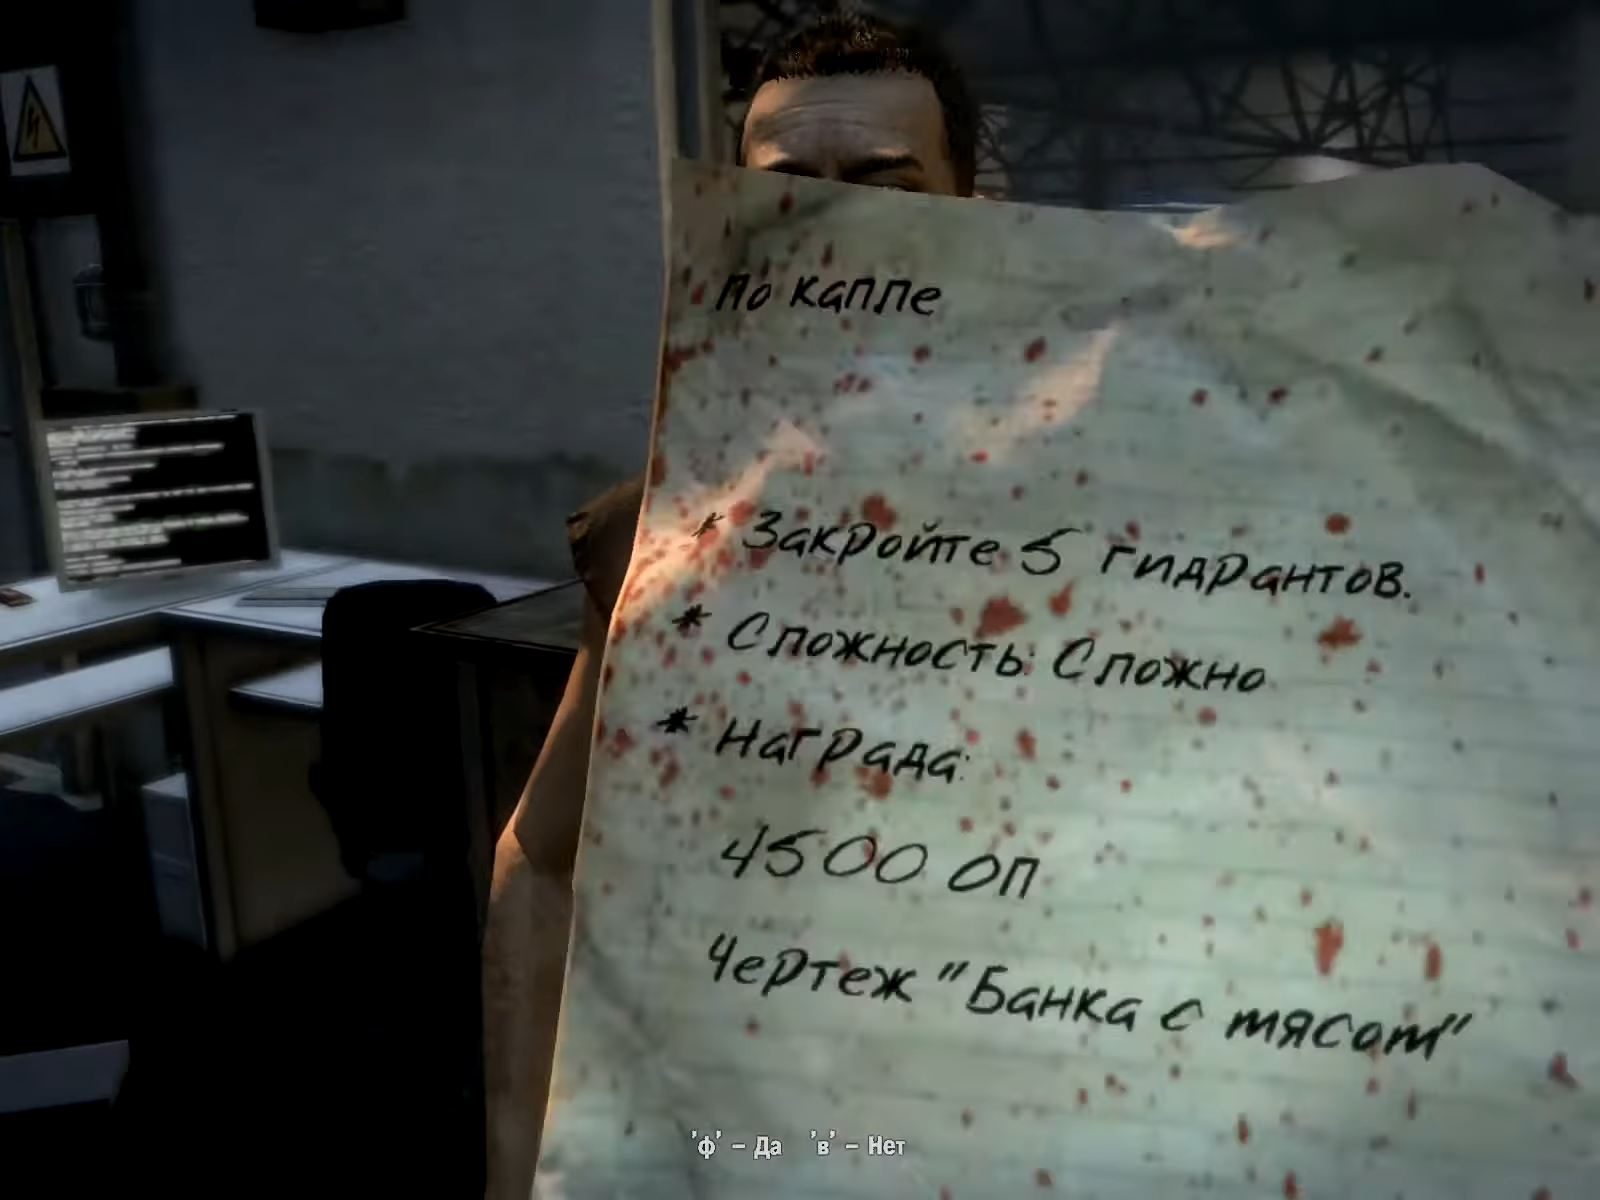 По капле
* Закройте 5 гидрантов.
* Сложность: Сложно
* Награда:
4500 ОП
Чертеж "Банка с мясом"
'ф' – Да 'в' – Нет